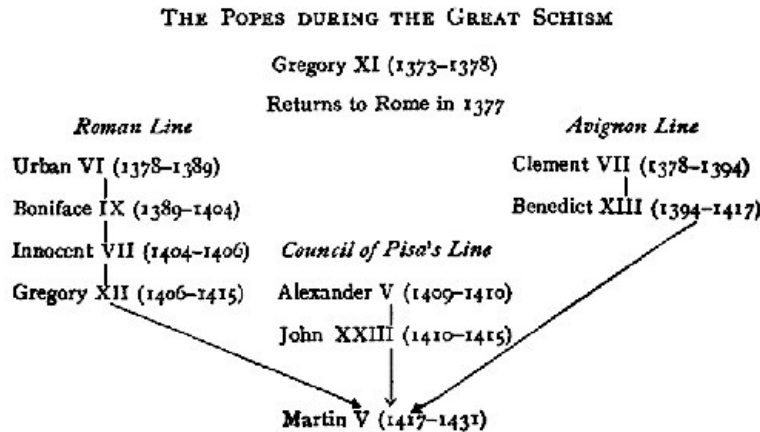 THE POPES DURING THE GREAT SCHISM
Gregory XI (1373–1378)
Returns to Rome in 1377
Roman Line
Urban VI (1378–1389)
Boniface IX (1389–1404)
Innocent VII (1404–1406)
Gregory XII (1406–1415)
Council of Pisa's Line
Alexander V (1409–1410)
John XXIII (1410–1415)
Avignon Line
Clement VII (1378–1394)
Benedict XIII (1394–1417)
Martin V (1417–1431)